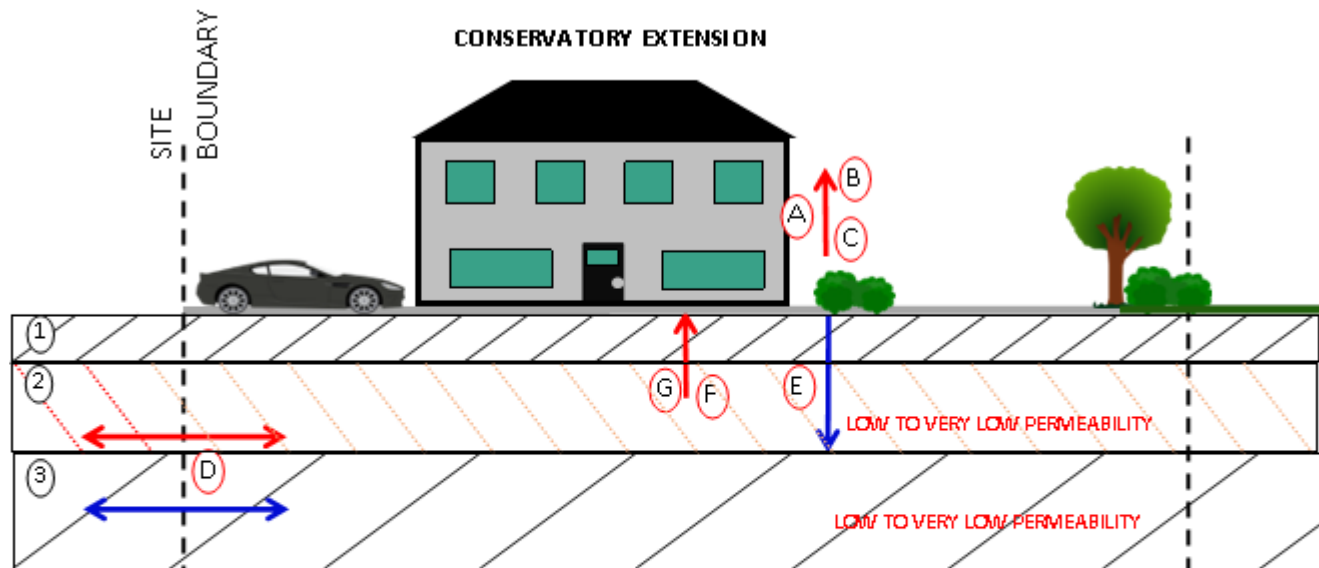 CONSERVATORY EXTENSION
SITE
BOUNDARY
B
A
C
1
2
G
F
E
LOW TO VERY LOW PERMEABILITY
3
D
LOW TO VERY LOW PERMEABILITY